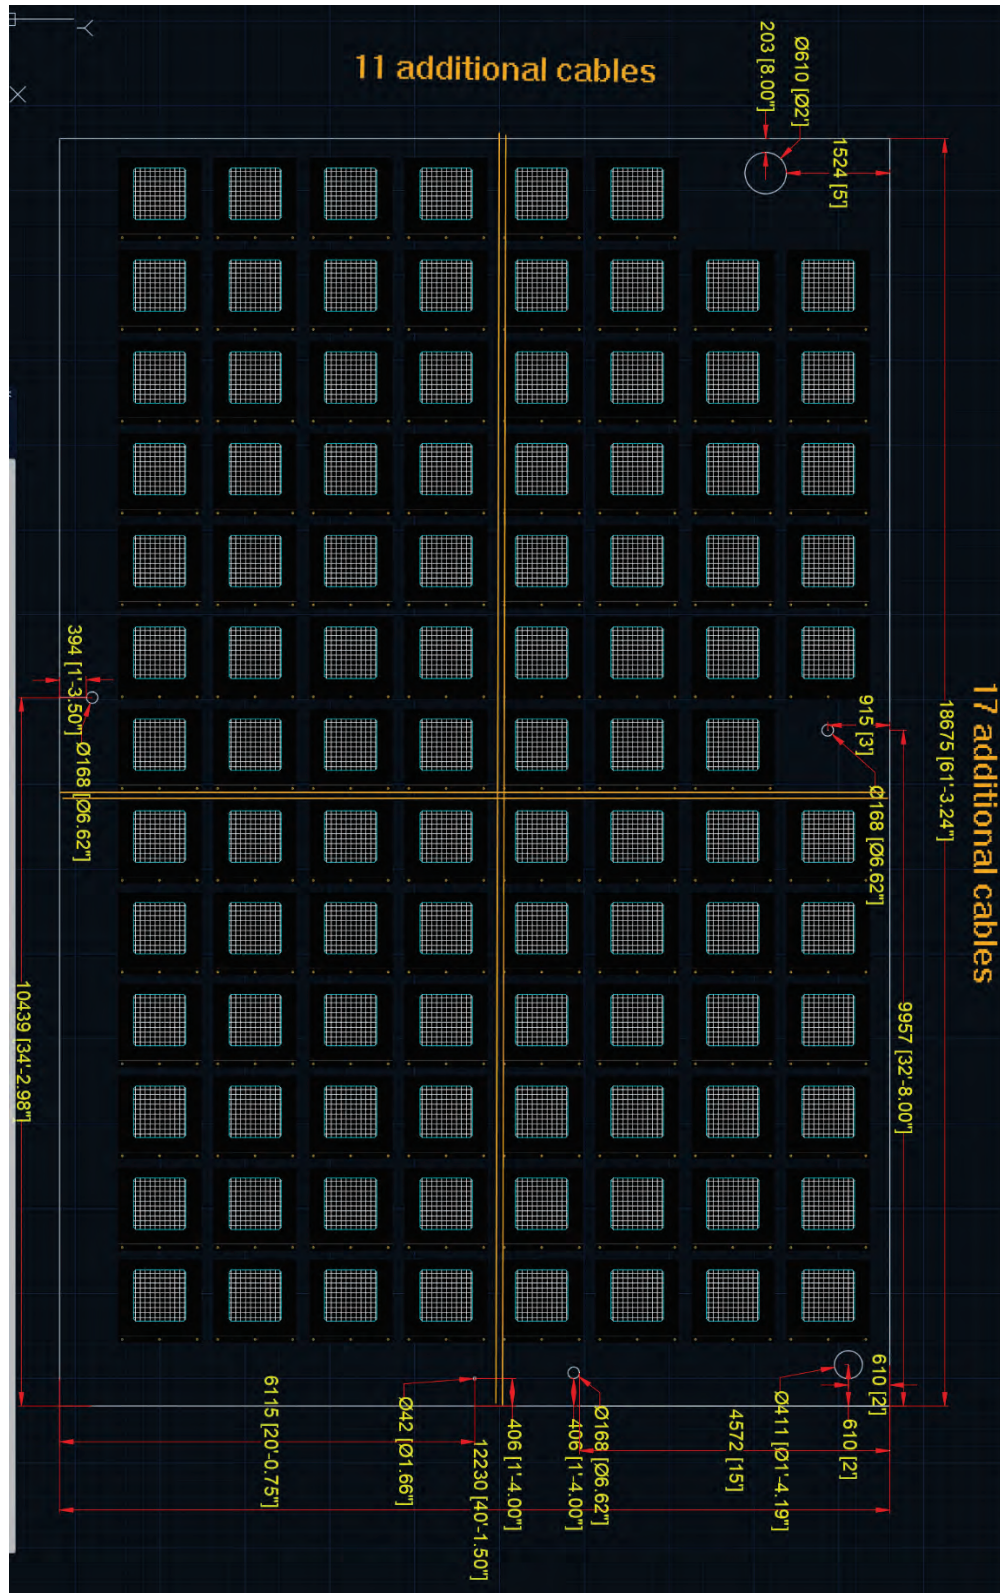 11 additional cables
203 [8.00"]
Ø610 [Ø2']
1524 [5']
Y
X
394 [1'-3.50"]
Ø168 [Ø6.62"]
915 [3']
Ø168 [Ø6.62"]
18675 [61'-3.24"]
17 additional cables
10439 [34'-2.98"]
9957 [32'-8.00"]
6115 [20'-0.75"]
Ø42 [Ø1.66"]
12230 [40'-1.50"]
406 [1'-4.00"]
406 [1'-4.00"]
Ø168 [Ø6.62"]
4572 [15']
Ø411 [Ø1'-4.19"]
610 [2']
610 [2']